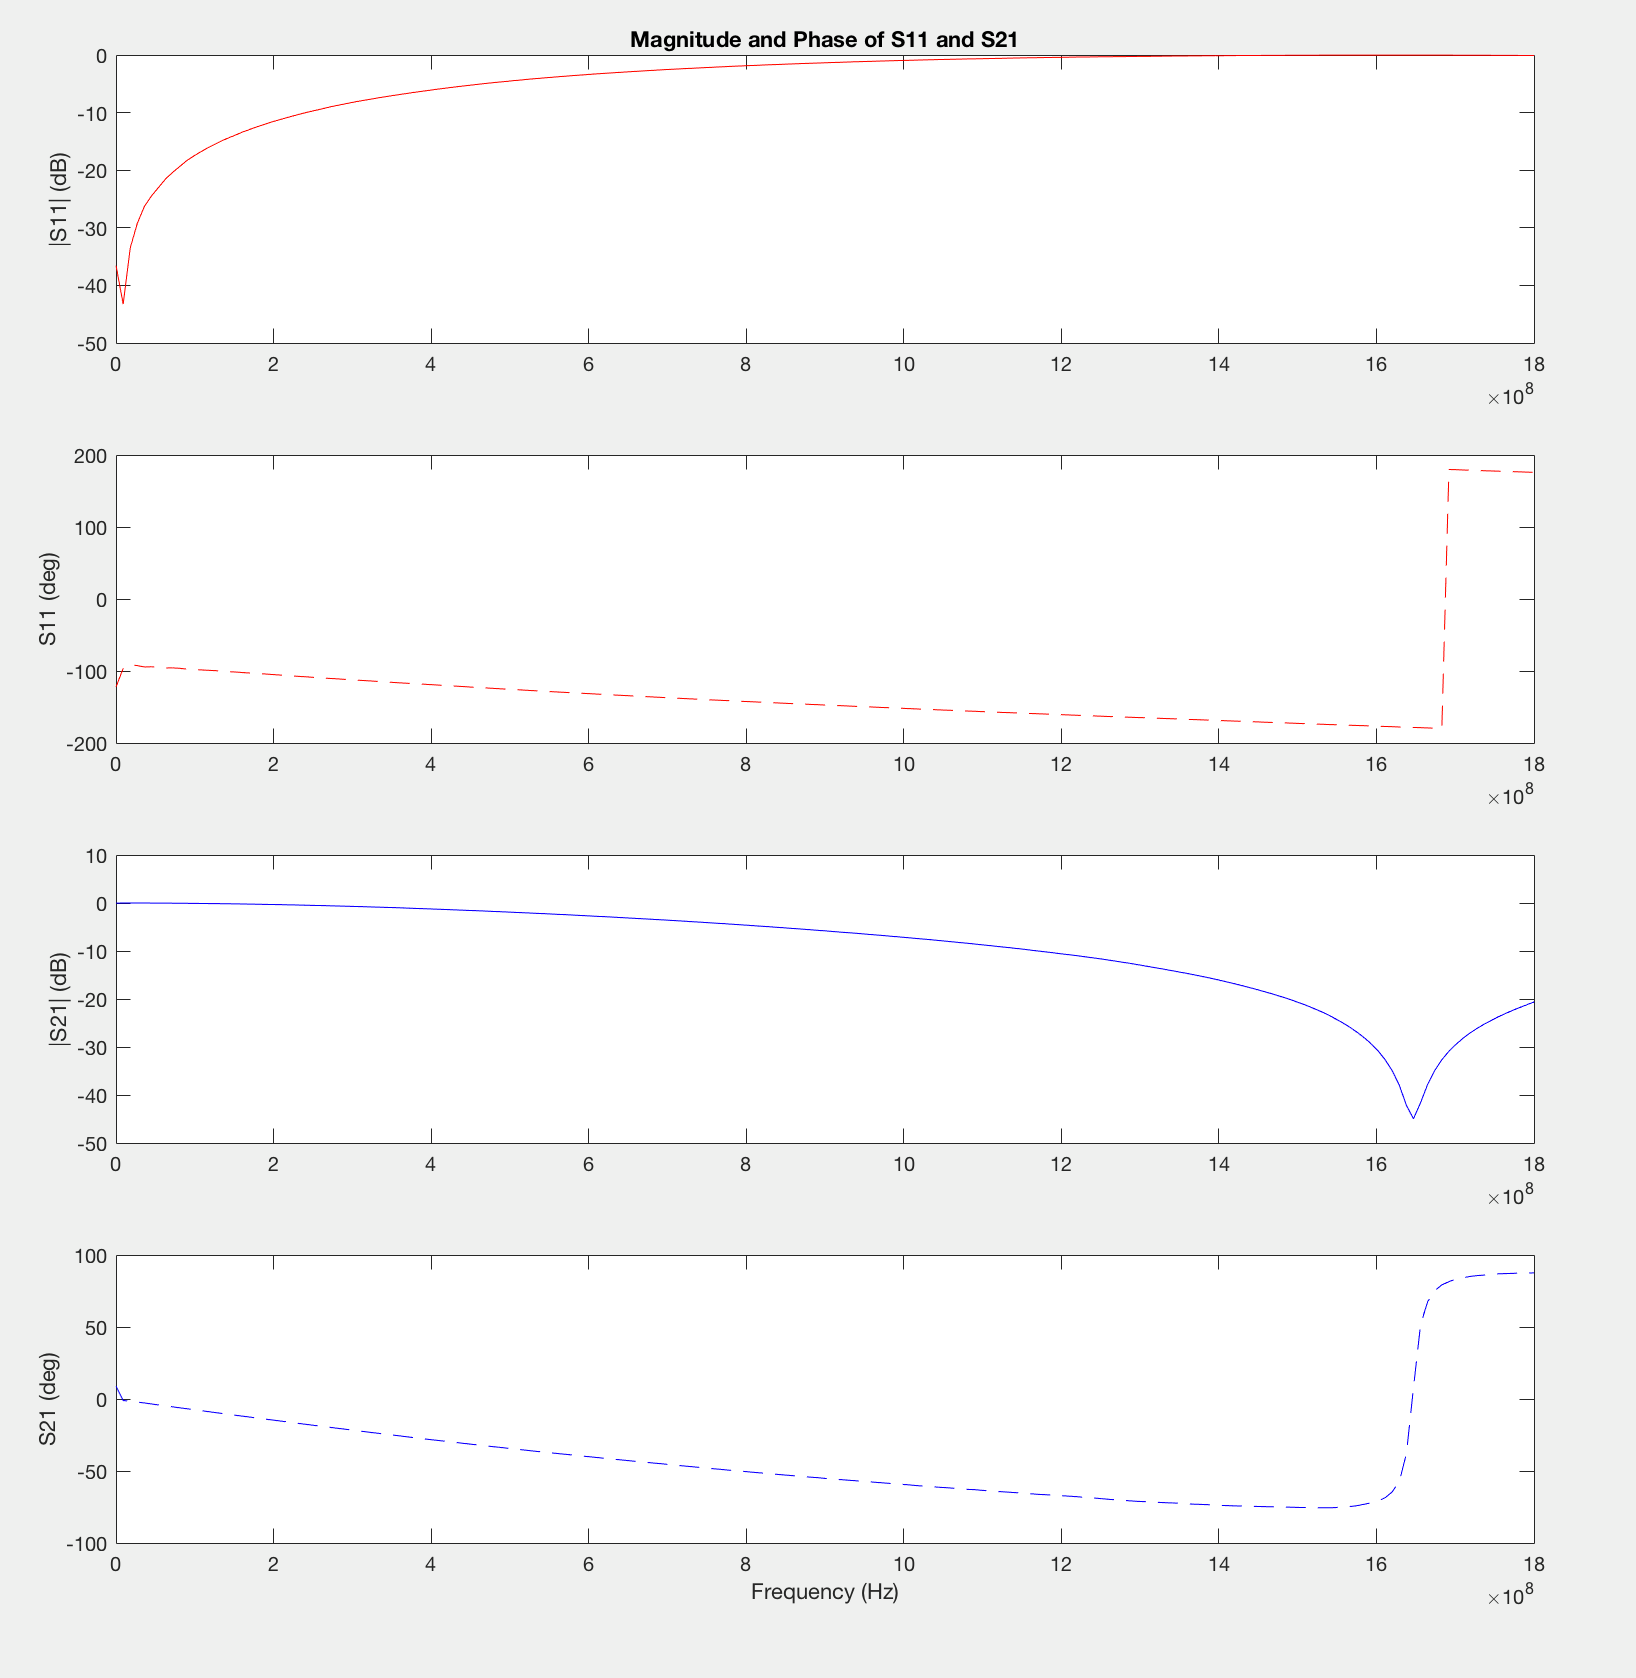 Magnitude and Phase of S11 and S21
0
-10
-20
-30
-40
-50
|S11| (dB)
0 2 4 6 8 10 12 14 16 18
×10^8
200
100
0
-100
-200
S11 (deg)
0 2 4 6 8 10 12 14 16 18
×10^8
10
0
-10
-20
-30
-40
-50
|S21| (dB)
0 2 4 6 8 10 12 14 16 18
×10^8
100
50
0
-50
-100
S21 (deg)
0 2 4 6 8 10 12 14 16 18
Frequency (Hz)
×10^8